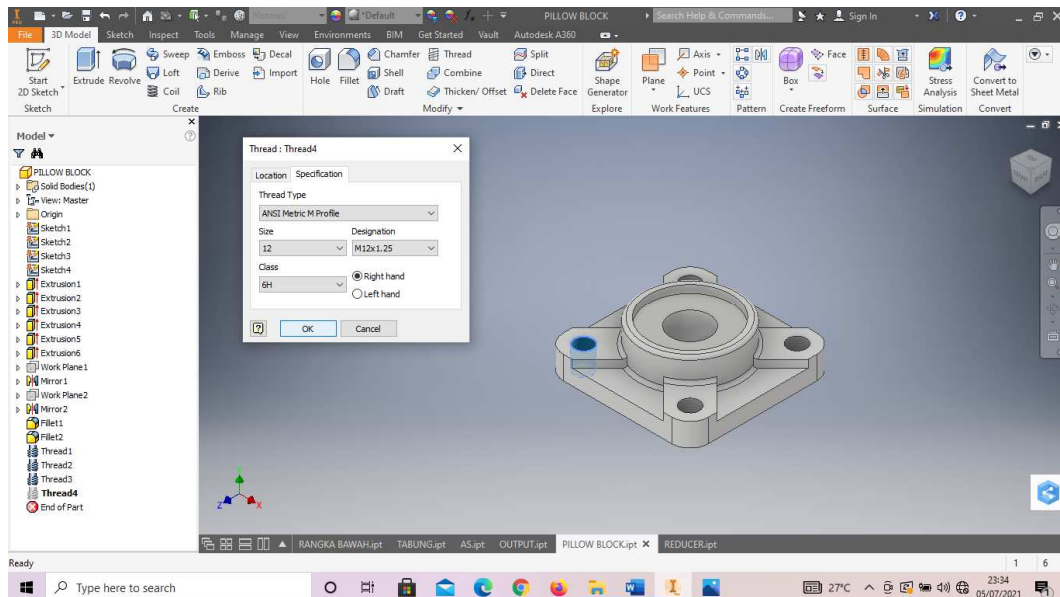 Material
*Default
PILLOW BLOCK
Search Help & Commands...
Sign In
File 3D Model Sketch Inspect Tools Manage View Environments BIM Get Started Vault Autodesk A360
Start 2D Sketch
Extrude
Revolve
Sweep
Loft
Coil
Emboss
Derive
Rib
Decal
Import
Hole
Fillet
Chamfer
Shell
Draft
Thread
Combine
Thicken/ Offset
Split
Direct
Delete Face
Shape Generator
Plane
Axis
Point
UCS
Box
Face
Stress Analysis
Convert to Sheet Metal
Sketch
Create
Modify
Explore
Work Features
Pattern
Create Freeform
Surface
Simulation
Convert
Model
PILLOW BLOCK
Solid Bodies(1)
View: Master
Origin
Sketch1
Sketch2
Sketch3
Sketch4
Extrusion1
Extrusion2
Extrusion3
Extrusion4
Extrusion5
Extrusion6
Work Plane1
Mirror1
Work Plane2
Mirror2
Fillet1
Fillet2
Thread1
Thread2
Thread3
Thread4
End of Part
Thread : Thread4
Location Specification
Thread Type
ANSI Metric M Profile
Size Designation
12 M12x1.25
Class
6H
Right hand
Left hand
OK Cancel
Y
Z
X
RANGKA BAWAH.ipt TABUNG.ipt AS.ipt OUTPUT.ipt PILLOW BLOCK.ipt REDUCER.ipt
Ready
1 6
Type here to search
27°C
23:34
05/07/2021